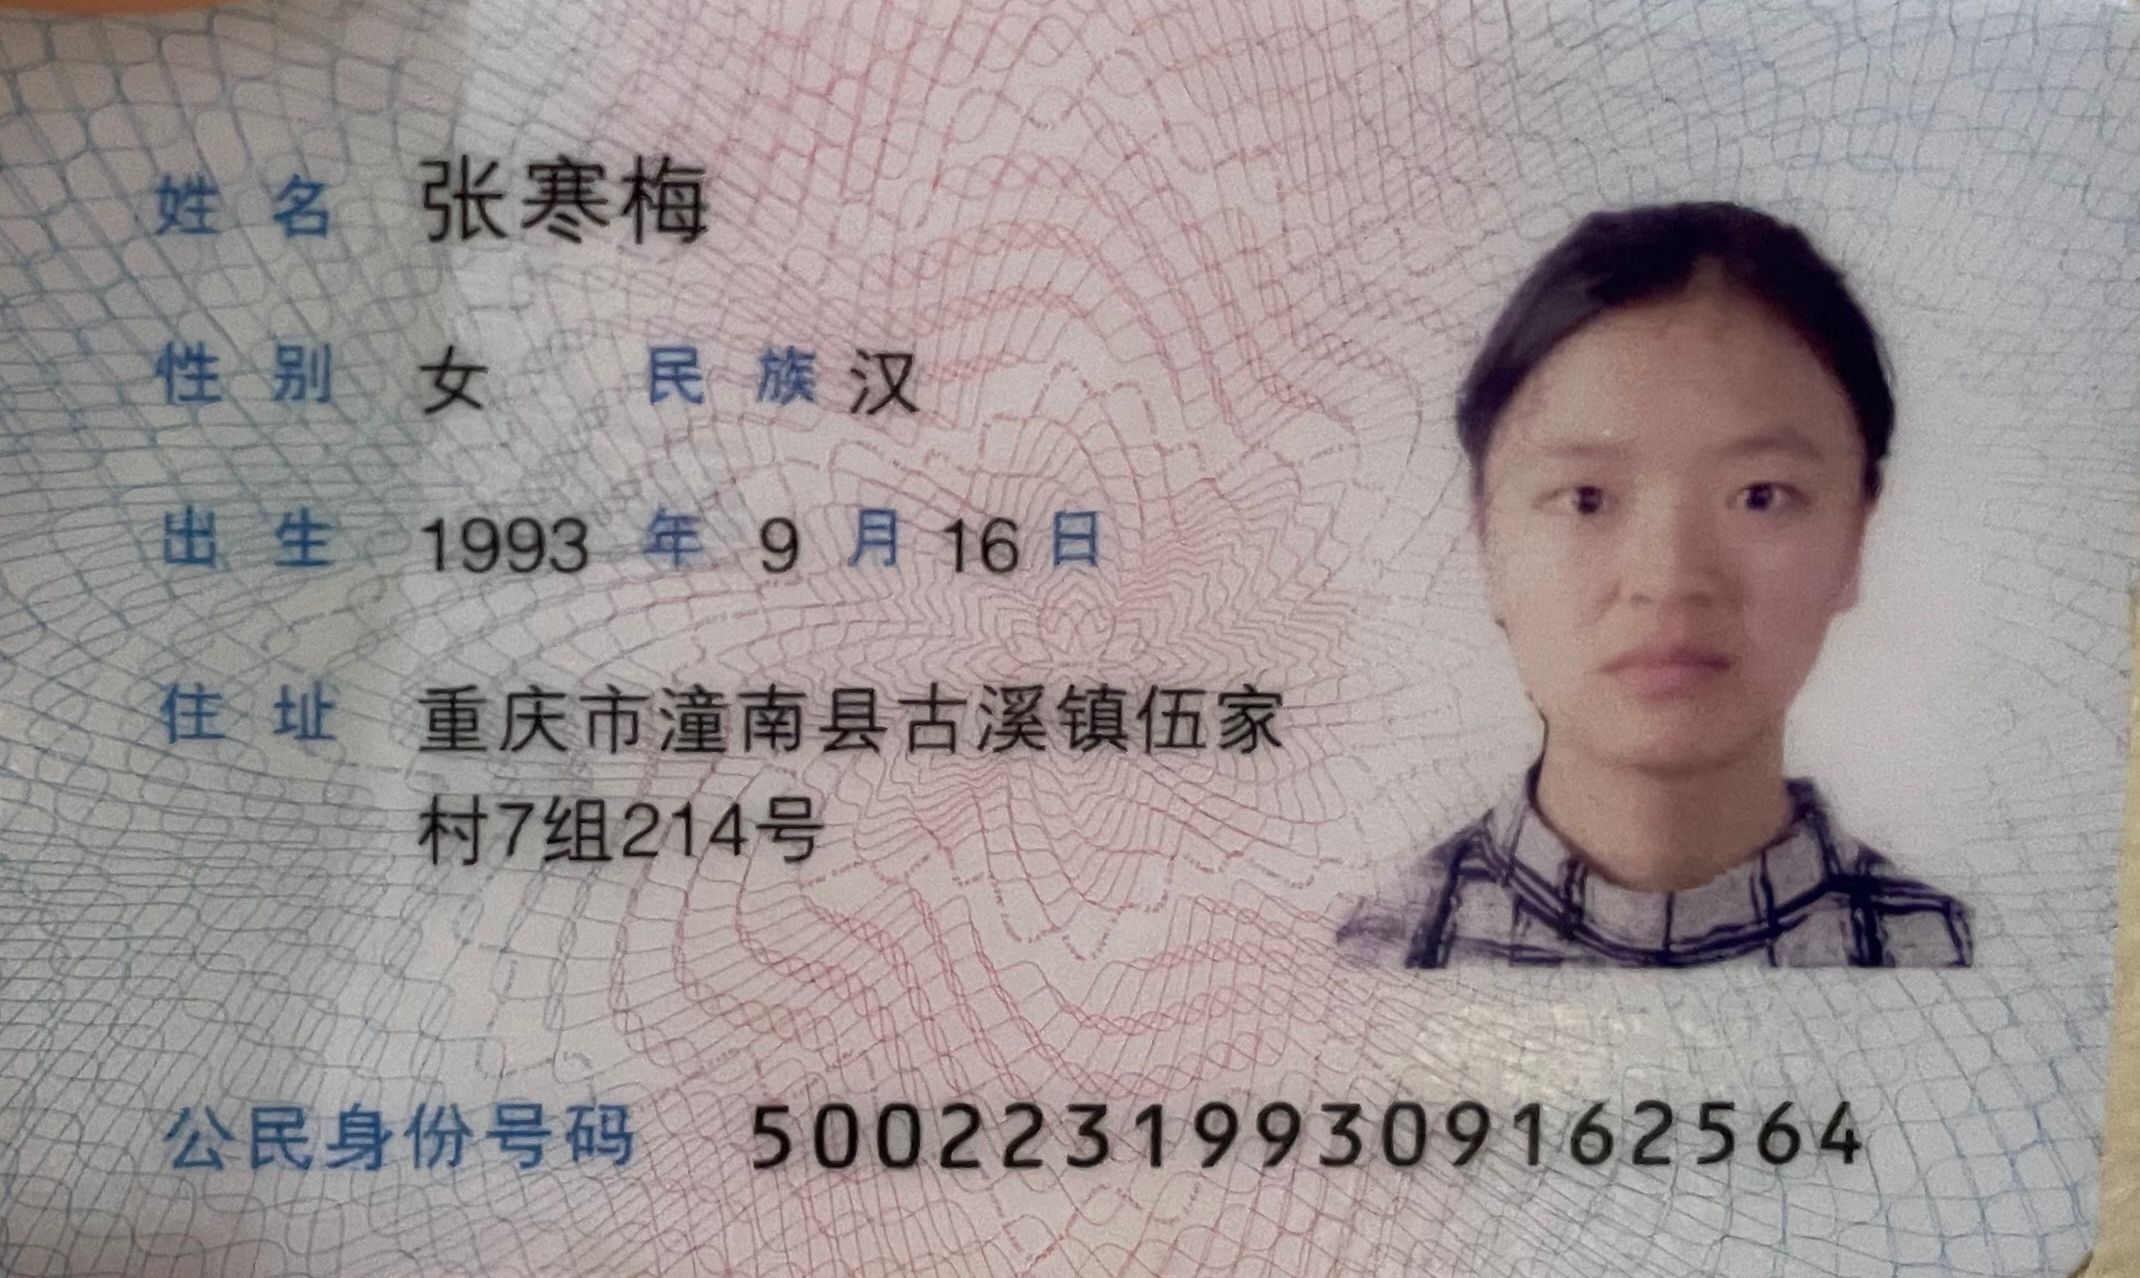 姓名 张寒梅
性别 女 民族 汉
出生 1993 年 9 月 16 日
住址 重庆市潼南县古溪镇伍家
村7组214号
公民身份号码 500223199309162564